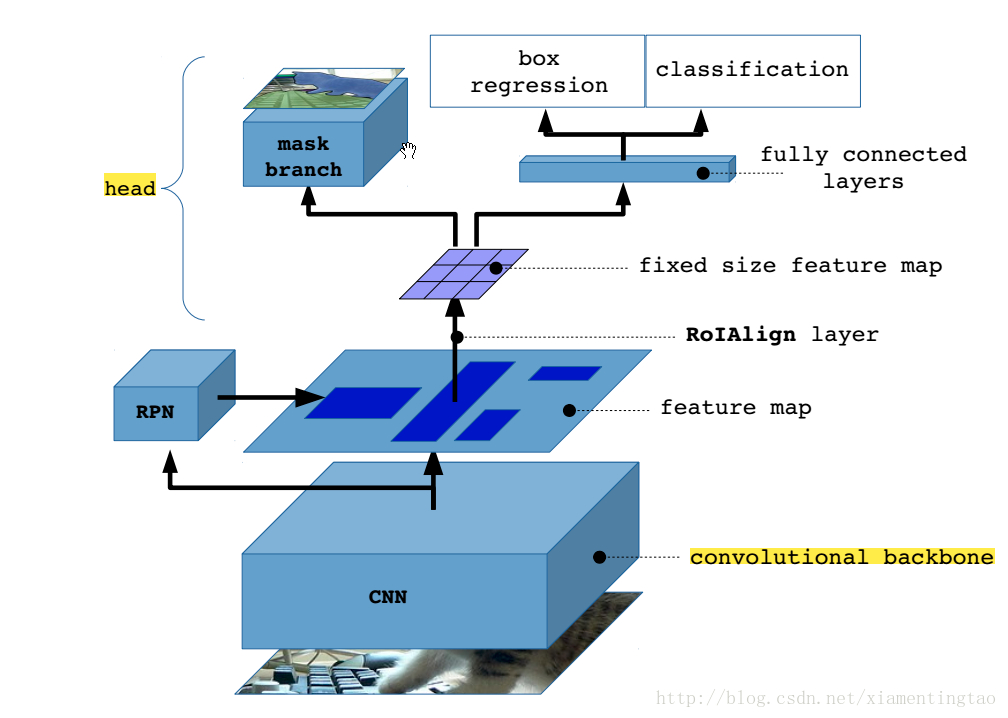 box
regression
classification
mask
branch
fully connected
layers
head
fixed size feature map
RoIAlign layer
RPN
feature map
convolutional backbone
CNN
http://blog.csdn.net/xiamentingtao